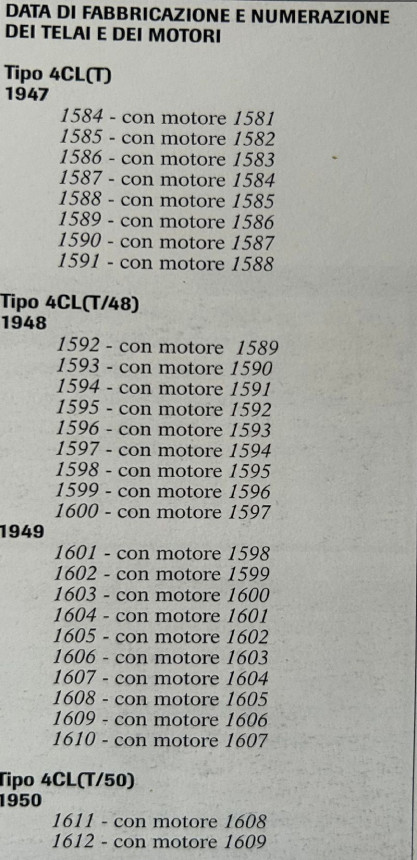 DATA DI FABBRICAZIONE E NUMERAZIONE
DEI TELAI E DEI MOTORI
Tipo 4CL(T)
1947
1584 - con motore 1581
1585 - con motore 1582
1586 - con motore 1583
1587 - con motore 1584
1588 - con motore 1585
1589 - con motore 1586
1590 - con motore 1587
1591 - con motore 1588
Tipo 4CL(T/48)
1948
1592 - con motore 1589
1593 - con motore 1590
1594 - con motore 1591
1595 - con motore 1592
1596 - con motore 1593
1597 - con motore 1594
1598 - con motore 1595
1599 - con motore 1596
1600 - con motore 1597
1949
1601 - con motore 1598
1602 - con motore 1599
1603 - con motore 1600
1604 - con motore 1601
1605 - con motore 1602
1606 - con motore 1603
1607 - con motore 1604
1608 - con motore 1605
1609 - con motore 1606
1610 - con motore 1607
Tipo 4CL(T/50)
1950
1611 - con motore 1608
1612 - con motore 1609